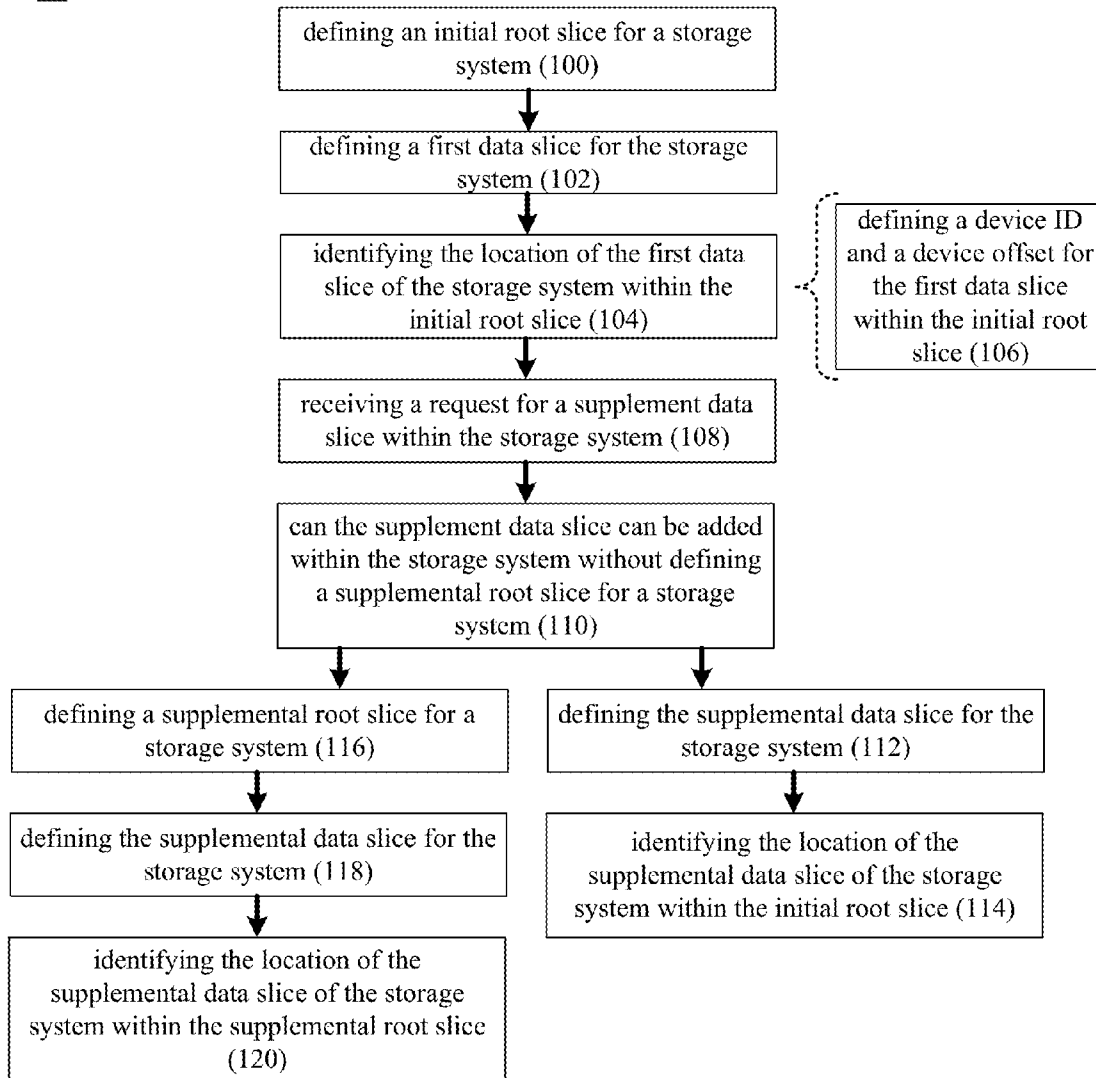 defining an initial root slice for a storage
system (100)
defining a first data slice for the storage
system (102)
identifying the location of the first data
slice of the storage system within the
initial root slice (104)
defining a device ID
and a device offset for
the first data slice
within the initial root
slice (106)
receiving a request for a supplement data
slice within the storage system (108)
can the supplement data slice can be added
within the storage system without defining
a supplemental root slice for a storage
system (110)
defining a supplemental root slice for a
storage system (116)
defining the supplemental data slice for the
storage system (118)
identifying the location of the
supplemental data slice of the storage
system within the supplemental root slice
(120)
defining the supplemental data slice for the
storage system (112)
identifying the location of the
supplemental data slice of the storage
system within the initial root slice (114)